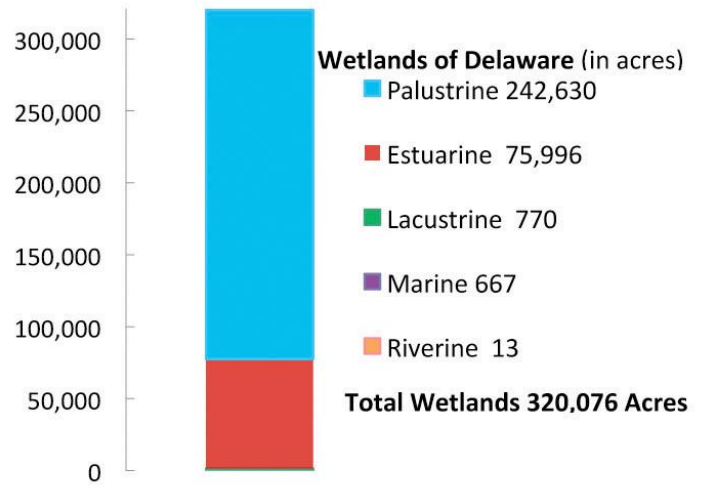 300,000
250,000
200,000
150,000
100,000
50,000
0
Wetlands of Delaware (in acres)
Palustrine 242,630
Estuarine 75,996
Lacustrine 770
Marine 667
Riverine 13
Total Wetlands 320,076 Acres